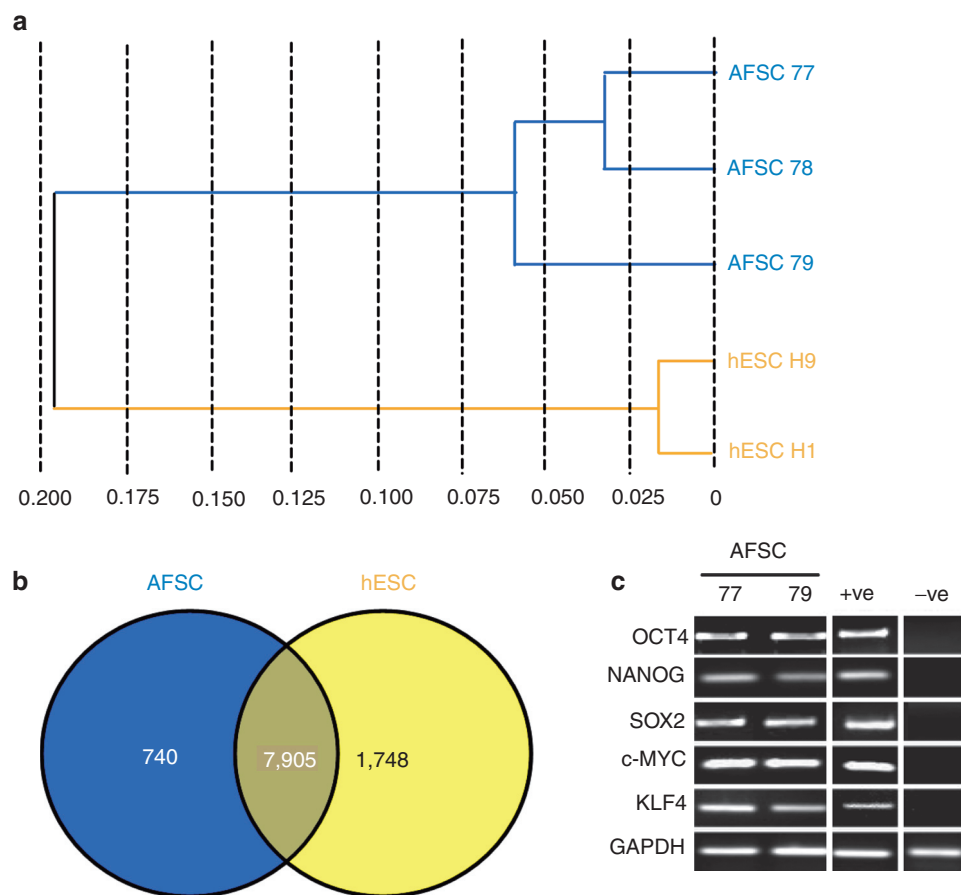 a
AFSC 77
AFSC 78
AFSC 79
hESC H9
hESC H1
0.200 0.175 0.150 0.125 0.100 0.075 0.050 0.025 0
b
AFSC hESC
740 7,905 1,748
c
AFSC
77 79 +ve −ve
OCT4
NANOG
SOX2
c-MYC
KLF4
GAPDH